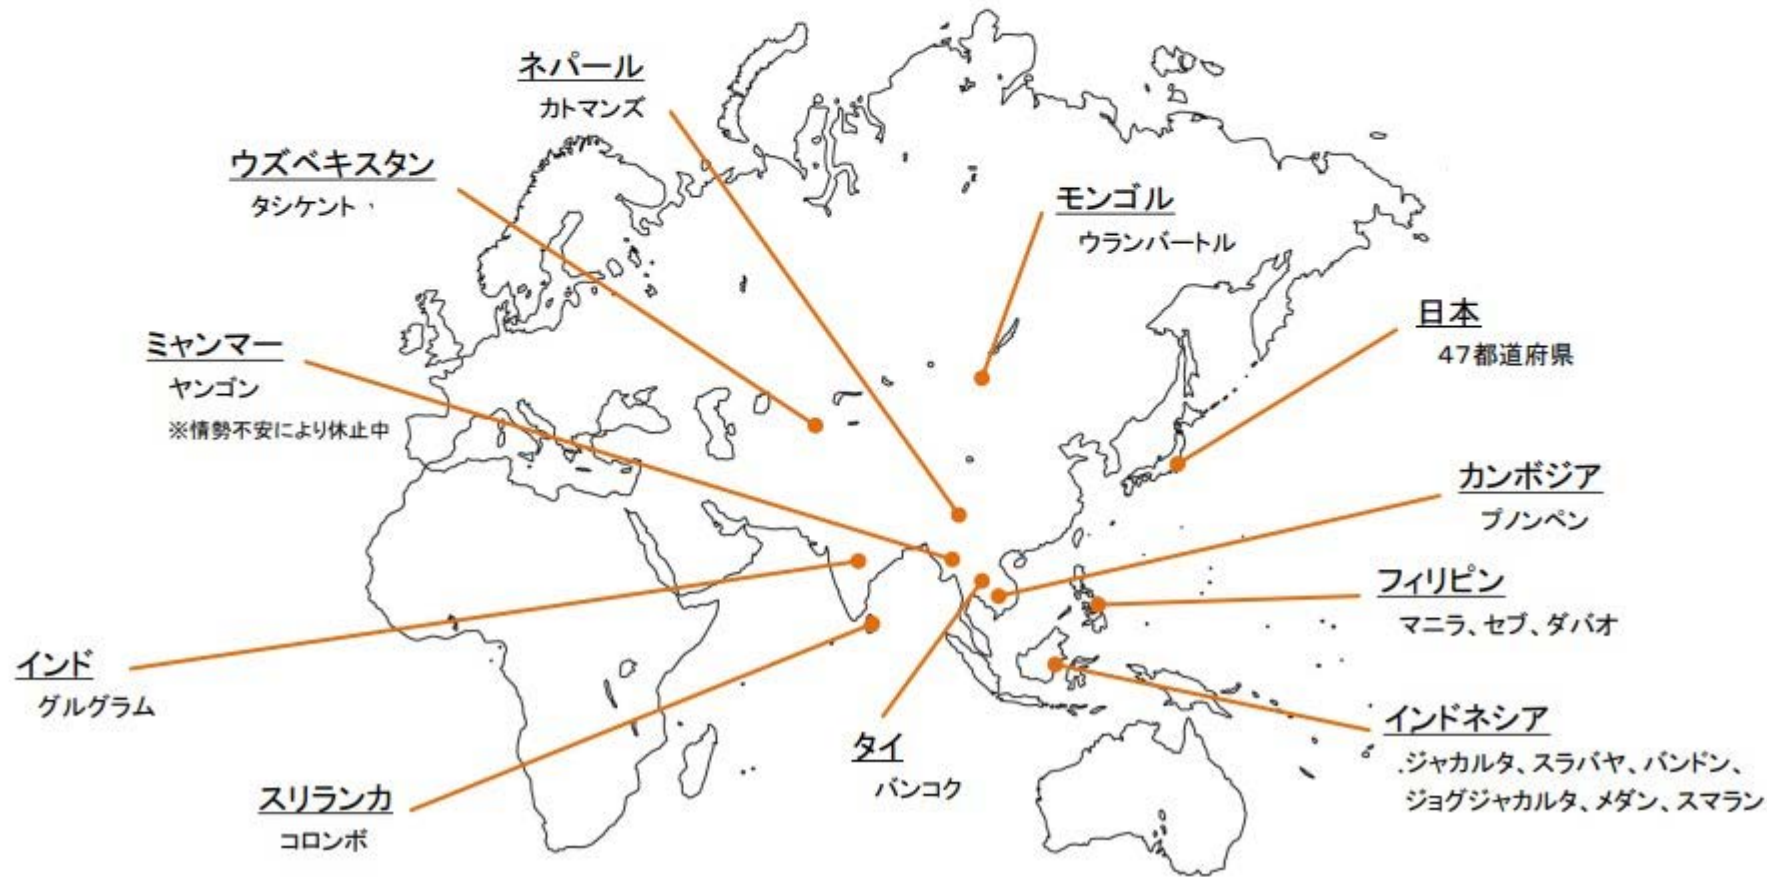 ネパール
カトマンズ
ウズベキスタン
タシケント
モンゴル
ウランバートル
日本
47都道府県
ミャンマー
ヤンゴン
※情勢不安により休止中
カンボジア
プノンペン
フィリピン
マニラ、セブ、ダバオ
インド
グルグラム
インドネシア
ジャカルタ、スラバヤ、バンドン、
ジョグジャカルタ、メダン、スマラン
タイ
バンコク
スリランカ
コロンボ